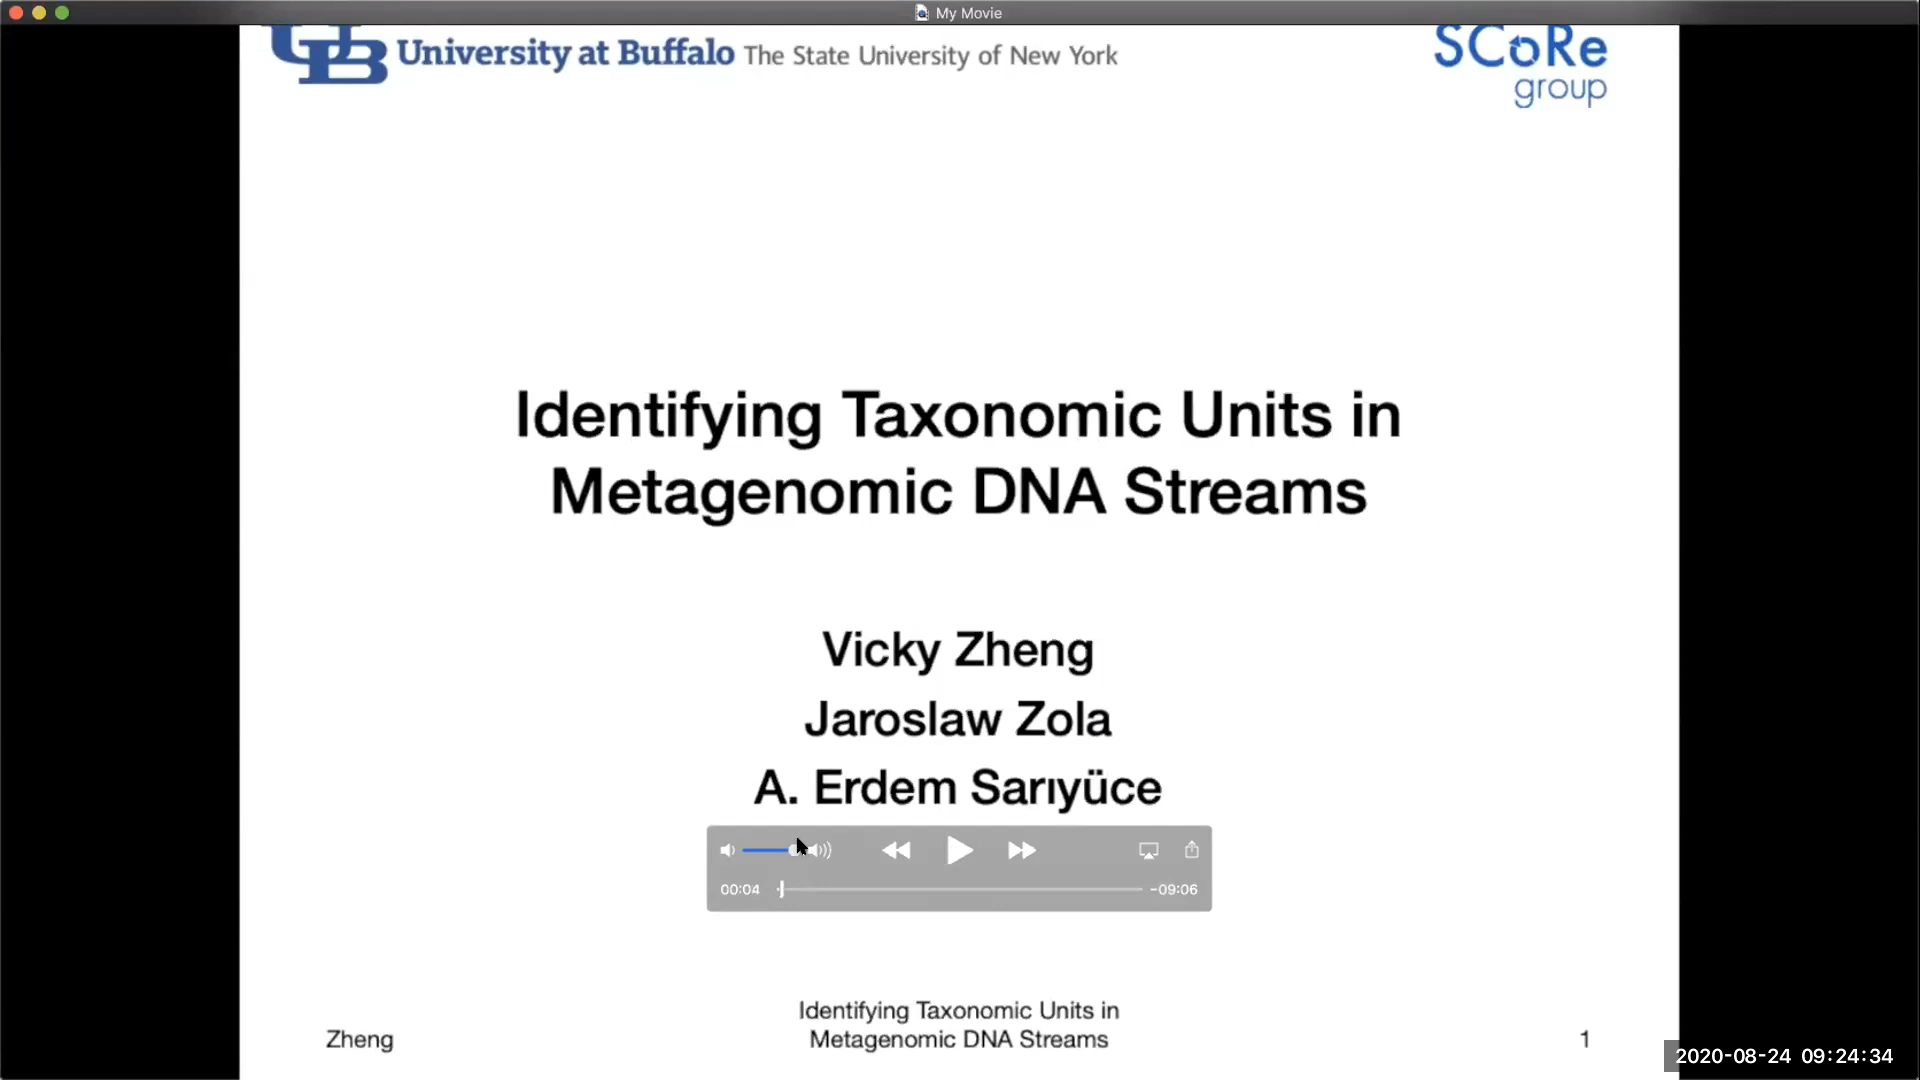 My Movie
UB University at Buffalo The State University of New York
SCoRe
group
Identifying Taxonomic Units in
Metagenomic DNA Streams
Vicky Zheng
Jaroslaw Zola
A. Erdem Sarıyüce
00:04
-09:06
Zheng
Identifying Taxonomic Units in
Metagenomic DNA Streams
1
2020-08-24 09:24:34